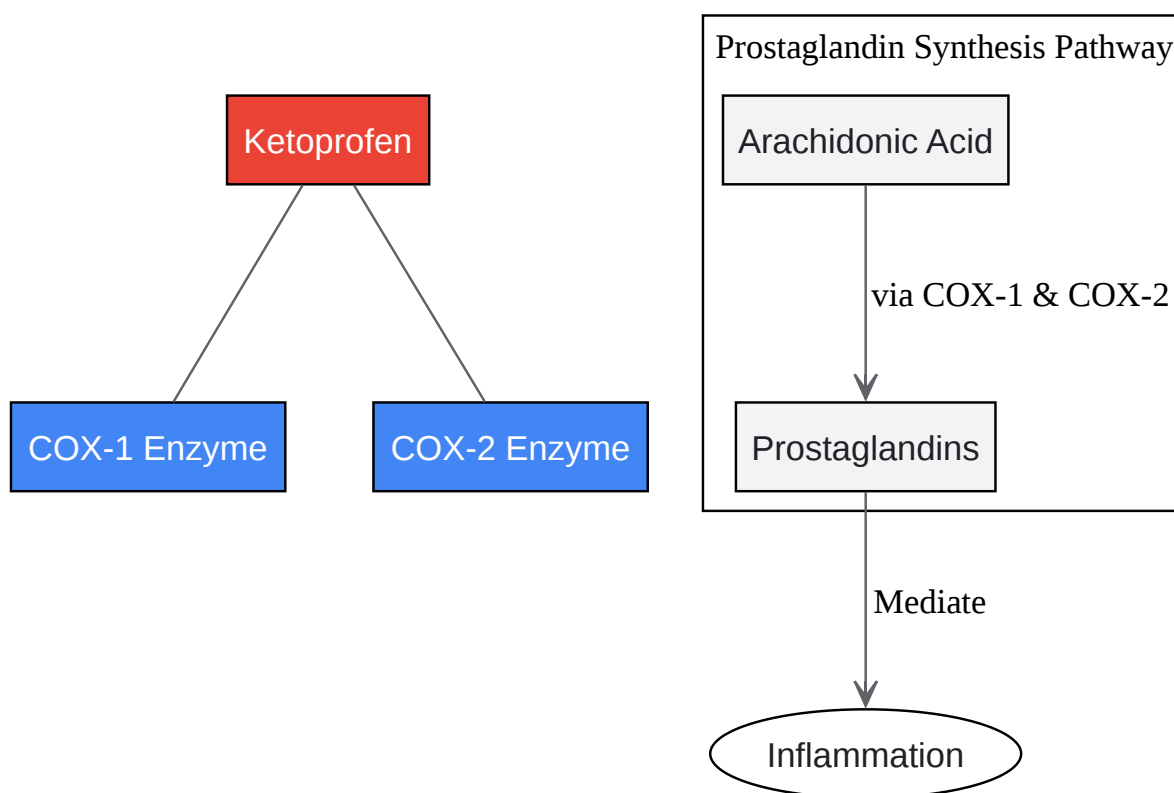 Prostaglandin Synthesis Pathway
Ketoprofen
Arachidonic Acid
via COX-1 & COX-2
COX-1 Enzyme
COX-2 Enzyme
Prostaglandins
Mediate
Inflammation